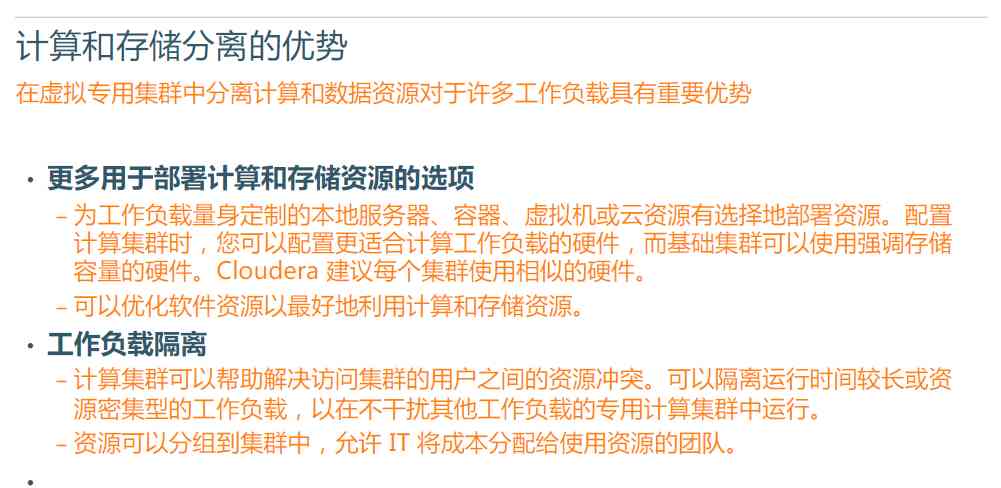 计算和存储分离的优势
在虚拟专用集群中分离计算和数据资源对于许多工作负载具有重要优势
• 更多用于部署计算和存储资源的选项
– 为工作负载量身定制的本地服务器、容器、虚拟机或云资源有选择地部署资源。配置
计算集群时，您可以配置更适合计算工作负载的硬件，而基础集群可以使用强调存储
容量的硬件。Cloudera 建议每个集群使用相似的硬件。
– 可以优化软件资源以最好地利用计算和存储资源。
• 工作负载隔离
– 计算集群可以帮助解决访问集群的用户之间的资源冲突。可以隔离运行时间较长或资
源密集型的工作负载，以在不干扰其他工作负载的专用计算集群中运行。
– 资源可以分组到集群中，允许 IT 将成本分配给使用资源的团队。
•